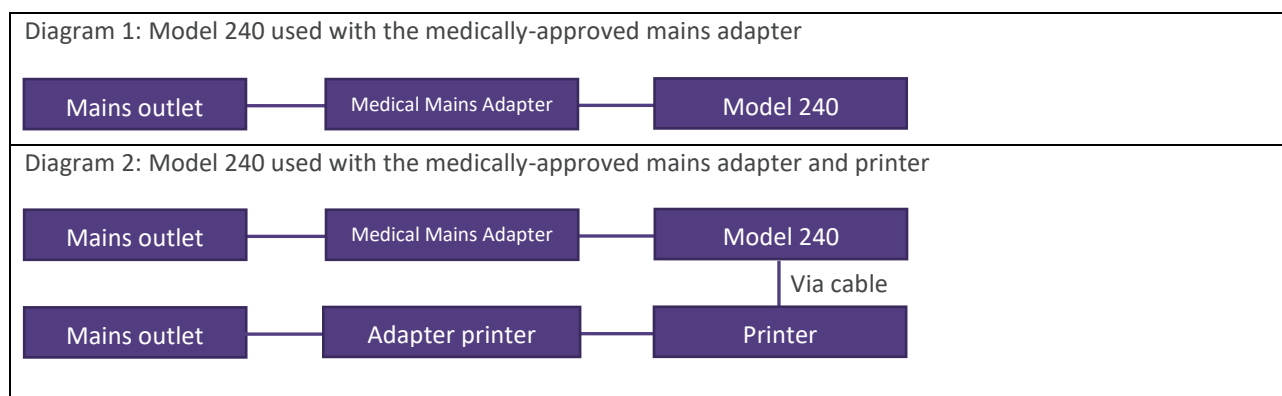 Diagram 1: Model 240 used with the medically-approved mains adapter
Mains outlet Medical Mains Adapter Model 240
Diagram 2: Model 240 used with the medically-approved mains adapter and printer
Mains outlet Medical Mains Adapter Model 240
Via cable
Mains outlet Adapter printer Printer